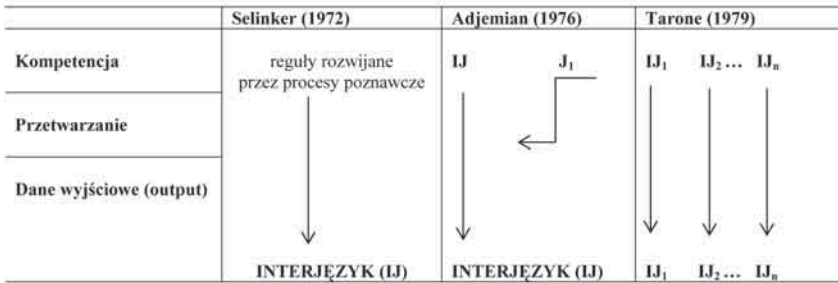 Selinker (1972) Adjemian (1976) Tarone (1979)
Kompetencja reguły rozwijane IJ J₁ IJ₁ IJ₂ ... IJₙ
przez procesy poznawcze
Przetwarzanie
Dane wyjściowe (output)
INTERJĘZYK (IJ) INTERJĘZYK (IJ) IJ₁ IJ₂ ... IJₙ